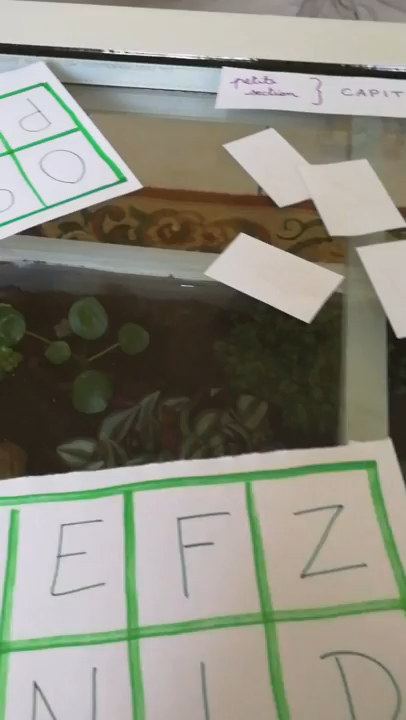 petite
section } CAPIT
P
O
E F Z
N I D